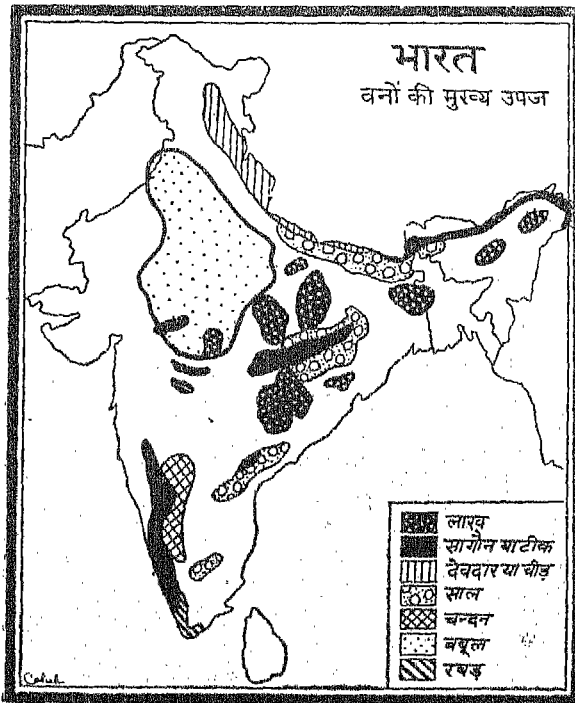 भारत
वनों की मुख्य उपज
लाख
सागौन या टीक
देवदार या चीड़
साल
चन्दन
बबूल
रबड़